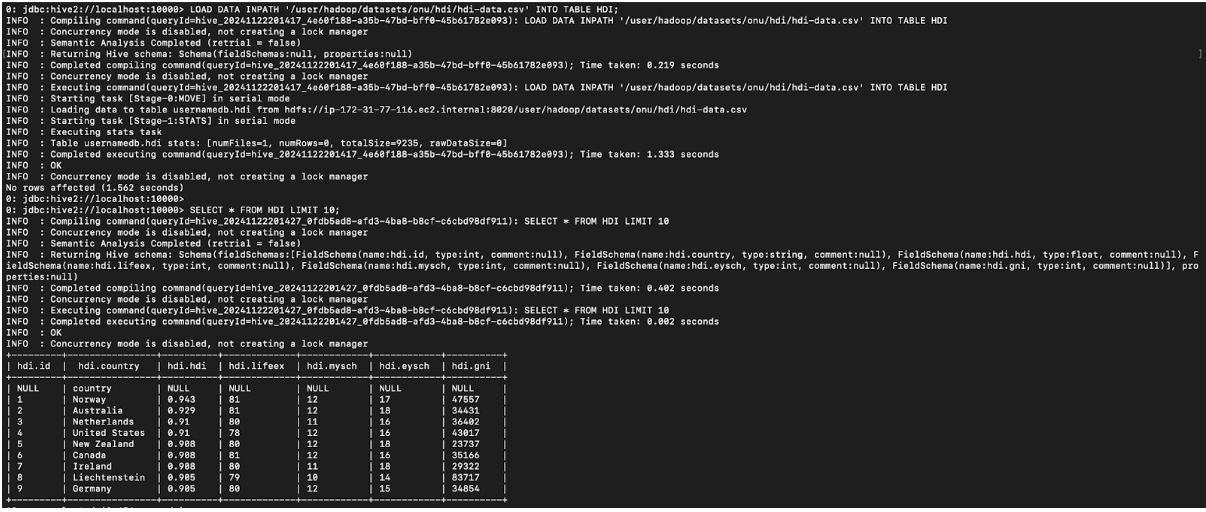 0: jdbc:hive2://localhost:10000> LOAD DATA INPATH '/user/hadoop/datasets/onu/hdi/hdi-data.csv' INTO TABLE HDI;
INFO  : Compiling command(queryId=hive_20241122201417_4e60f188-a35b-47bd-bff0-45b61782e093): LOAD DATA INPATH '/user/hadoop/datasets/onu/hdi/hdi-data.csv' INTO TABLE HDI
INFO  : Concurrency mode is disabled, not creating a lock manager
INFO  : Semantic Analysis Completed (retrial = false)
INFO  : Returning Hive schema: Schema(fieldSchemas:null, properties:null)
INFO  : Completed compiling command(queryId=hive_20241122201417_4e60f188-a35b-47bd-bff0-45b61782e093); Time taken: 0.219 seconds
INFO  : Concurrency mode is disabled, not creating a lock manager
INFO  : Executing command(queryId=hive_20241122201417_4e60f188-a35b-47bd-bff0-45b61782e093): LOAD DATA INPATH '/user/hadoop/datasets/onu/hdi/hdi-data.csv' INTO TABLE HDI
INFO  : Starting task [Stage-0:MOVE] in serial mode
INFO  : Loading data to table usernamedb.hdi from hdfs://ip-172-31-77-116.ec2.internal:8020/user/hadoop/datasets/onu/hdi/hdi-data.csv
INFO  : Starting task [Stage-1:STATS] in serial mode
INFO  : Executing stats task
INFO  : Table usernamedb.hdi stats: [numFiles=1, numRows=0, totalSize=9235, rawDataSize=0]
INFO  : Completed executing command(queryId=hive_20241122201417_4e60f188-a35b-47bd-bff0-45b61782e093); Time taken: 1.333 seconds
INFO  : OK
INFO  : Concurrency mode is disabled, not creating a lock manager
No rows affected (1.562 seconds)
0: jdbc:hive2://localhost:10000>
0: jdbc:hive2://localhost:10000> SELECT * FROM HDI LIMIT 10;
INFO  : Compiling command(queryId=hive_20241122201427_0fdb5ad8-afd3-4ba8-b8cf-c6cbd98df911): SELECT * FROM HDI LIMIT 10
INFO  : Concurrency mode is disabled, not creating a lock manager
INFO  : Semantic Analysis Completed (retrial = false)
INFO  : Returning Hive schema: Schema(fieldSchemas:[FieldSchema(name:hdi.id, type:int, comment:null), FieldSchema(name:hdi.country, type:string, comment:null), FieldSchema(name:hdi.hdi, type:float, comment:null), F
ieldSchema(name:hdi.lifeex, type:int, comment:null), FieldSchema(name:hdi.mysch, type:int, comment:null), FieldSchema(name:hdi.eysch, type:int, comment:null), FieldSchema(name:hdi.gni, type:int, comment:null)], pro
perties:null)
INFO  : Completed compiling command(queryId=hive_20241122201427_0fdb5ad8-afd3-4ba8-b8cf-c6cbd98df911); Time taken: 0.402 seconds
INFO  : Concurrency mode is disabled, not creating a lock manager
INFO  : Executing command(queryId=hive_20241122201427_0fdb5ad8-afd3-4ba8-b8cf-c6cbd98df911): SELECT * FROM HDI LIMIT 10
INFO  : Completed executing command(queryId=hive_20241122201427_0fdb5ad8-afd3-4ba8-b8cf-c6cbd98df911); Time taken: 0.002 seconds
INFO  : OK
INFO  : Concurrency mode is disabled, not creating a lock manager
| hdi.id | hdi.country | hdi.hdi | hdi.lifeex | hdi.mysch | hdi.eysch | hdi.gni |
| NULL | country | NULL | NULL | NULL | NULL | NULL |
| 1 | Norway | 0.943 | 81 | 12 | 17 | 47557 |
| 2 | Australia | 0.929 | 81 | 12 | 18 | 34431 |
| 3 | Netherlands | 0.91 | 80 | 11 | 16 | 36402 |
| 4 | United States | 0.91 | 78 | 12 | 16 | 43017 |
| 5 | New Zealand | 0.908 | 80 | 12 | 18 | 23737 |
| 6 | Canada | 0.908 | 81 | 12 | 16 | 35166 |
| 7 | Ireland | 0.908 | 80 | 11 | 18 | 29322 |
| 8 | Liechtenstein | 0.905 | 79 | 10 | 14 | 83717 |
| 9 | Germany | 0.905 | 80 | 12 | 15 | 34854 |